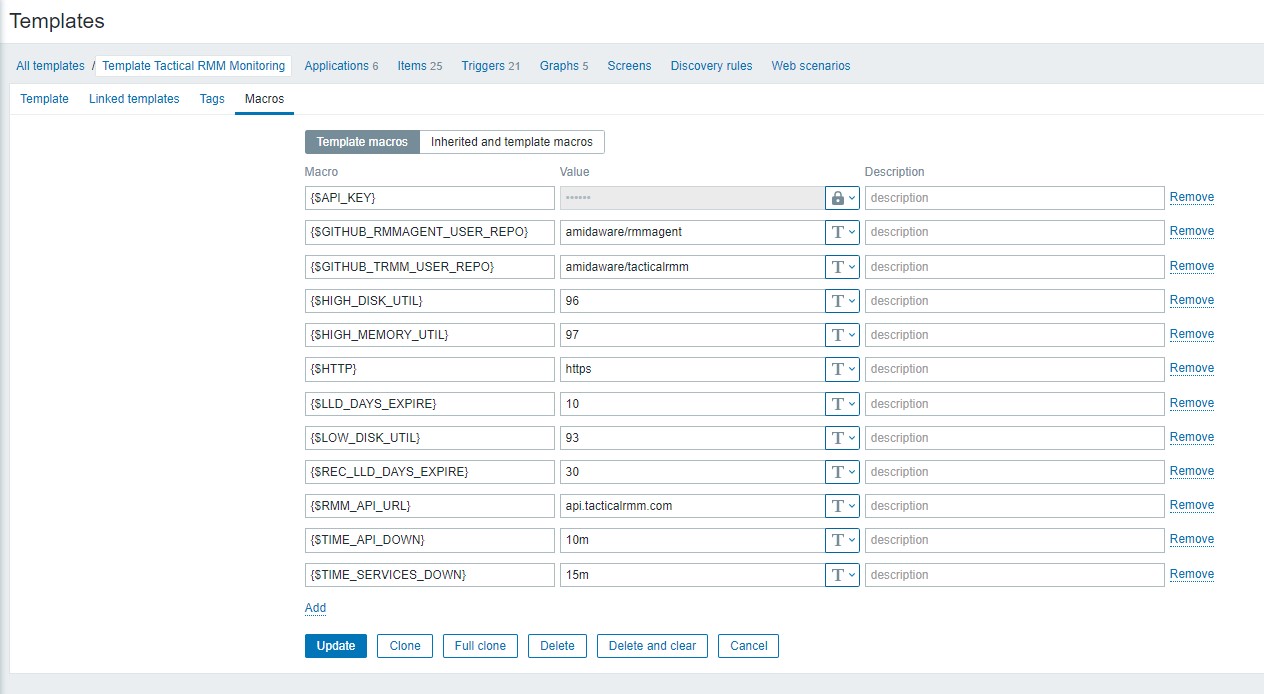 Templates
All templates / Template Tactical RMM Monitoring Applications 6 Items 25 Triggers 21 Graphs 5 Screens Discovery rules Web scenarios
Template Linked templates Tags Macros
Template macros Inherited and template macros
Macro Value Description
{$API_KEY} •••••• description Remove
{$GITHUB_RMMAGENT_USER_REPO} amidaware/rmmagent T description Remove
{$GITHUB_TRMM_USER_REPO} amidaware/tacticalrmm T description Remove
{$HIGH_DISK_UTIL} 96 T description Remove
{$HIGH_MEMORY_UTIL} 97 T description Remove
{$HTTP} https T description Remove
{$LLD_DAYS_EXPIRE} 10 T description Remove
{$LOW_DISK_UTIL} 93 T description Remove
{$REC_LLD_DAYS_EXPIRE} 30 T description Remove
{$RMM_API_URL} api.tacticalrmm.com T description Remove
{$TIME_API_DOWN} 10m T description Remove
{$TIME_SERVICES_DOWN} 15m T description Remove
Add
Update Clone Full clone Delete Delete and clear Cancel